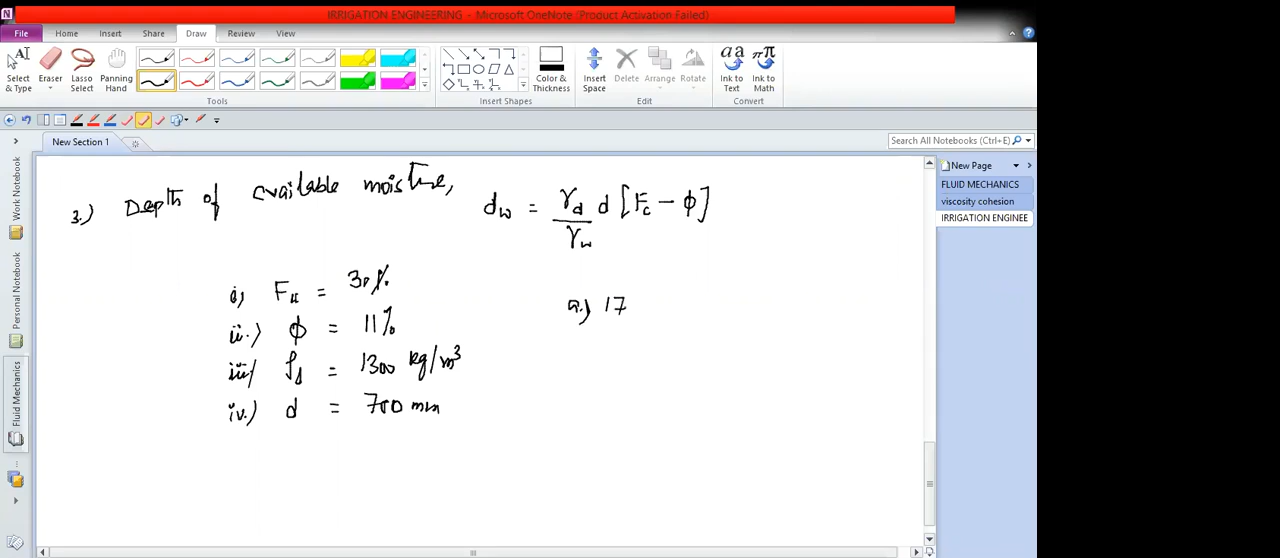 IRRIGATION ENGINEERING - Microsoft OneNote (Product Activation Failed)
File Home Insert Share Draw Review View
Select & Type Eraser Lasso Select Panning Hand Color & Thickness Insert Space Delete Arrange Rotate Ink to Text Ink to Math
Tools Insert Shapes Edit Convert
New Section 1 Search All Notebooks (Ctrl+E)
New Page
FLUID MECHANICS
viscosity cohesion
IRRIGATION ENGINEE
Work Notebook
Personal Notebook
Fluid Mechanics
3.) Depth of available moisture, dw = γd/γw d [Fc - ϕ]
i) Fc = 30%
ii.) ϕ = 11%
iii) ρd = 1300 kg/m³
iv.) d = 700 mm
a.) 17